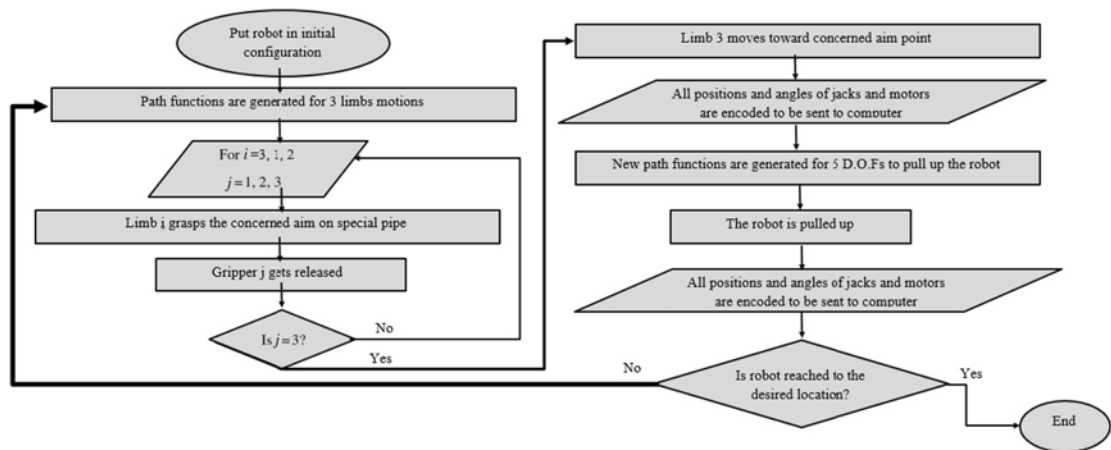 Put robot in initial
configuration
Path functions are generated for 3 limbs motions
For i=3, 1, 2
j=1, 2, 3
Limb i grasps the concerned aim on special pipe
Gripper j gets released
Is j=3?
No
Yes
Limb 3 moves toward concerned aim point
All positions and angles of jacks and motors
are encoded to be sent to computer
New path functions are generated for 5 D.O.Fs to pull up the robot
The robot is pulled up
All positions and angles of jacks and motors
are encoded to be sent to computer
Is robot reached to the
desired location?
No
Yes
End